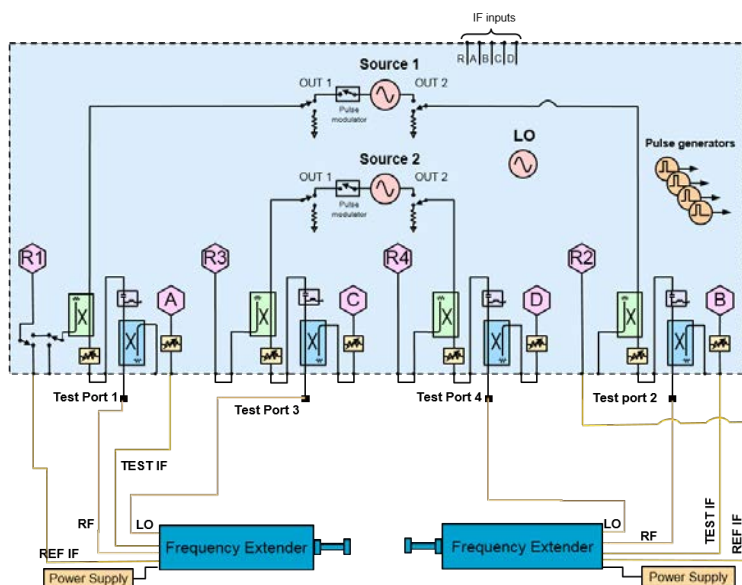 IF inputs
R A B C D
Source 1
OUT 1
OUT 2
Pulse
modulator
LO
Pulse generators
Source 2
OUT 1
OUT 2
Pulse
modulator
R1
R3
R4
R2
A
C
D
B
Test Port 1
Test Port 3
Test Port 4
Test port 2
TEST IF
RF
LO
REF IF
Frequency Extender
Power Supply
LO
RF
TEST IF
REF IF
Frequency Extender
Power Supply